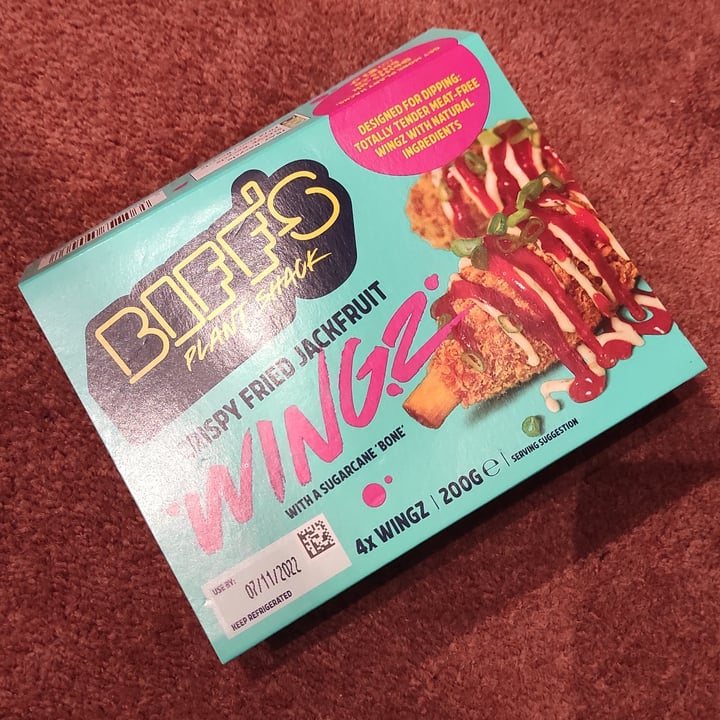 DESIGNED FOR DIPPING:
TOTALLY TENDER MEAT-FREE
WINGZ WITH NATURAL
INGREDIENTS
BIFF'S
PLANT SHACK
CRISPY FRIED JACKFRUIT
WINGZ
WITH A SUGARCANE 'BONE'
4x WINGZ | 200G e | SERVING SUGGESTION
USE BY:
07/11/2022
KEEP REFRIGERATED